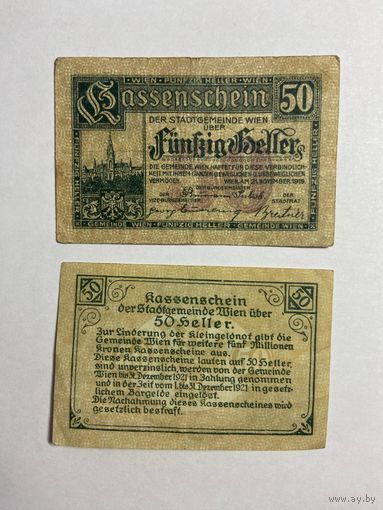 WIEN · FÜNFZIG HELLER · WIEN
Kassenschein 50
DER STADTGEMEINDE WIEN
ÜBER
Fünfzig Heller
DIE GEMEINDE WIEN HAFTET FÜR DIESE VERBINDLICH-
KEIT MIT IHREM GANZEN BEWEGLICHEN U. UNBEWEGLICHEN
VERMÖGEN. WIEN, AM 21. NOVEMBER 1919
DER BÜRGERMEISTER
DER
VIZE-BÜRGERMEISTER
DER
STADTRAT
GEMEINDE WIEN FÜNFZIG HELLER GEMEINDE WIEN
50 50
Kassenschein
der Stadtgemeinde Wien über
50 Heller.
Zur Linderung der Kleingeldnot gibt die
Gemeinde Wien für weitere fünf Millionen
Kronen Kassenscheine aus.
Diese Kassenscheine lauten auf 50 Heller,
sind unverzinslich, werden von der Gemeinde
Wien bis 31. Dezember 1921 in Zahlung genommen
und in der Zeit vom 1. bis 31. Dezember 1921 in gesetz-
lichem Bargelde eingelöst.
Die Nachahmung dieses Kassenscheines wird
gesetzlich bestraft.
www.ay.by